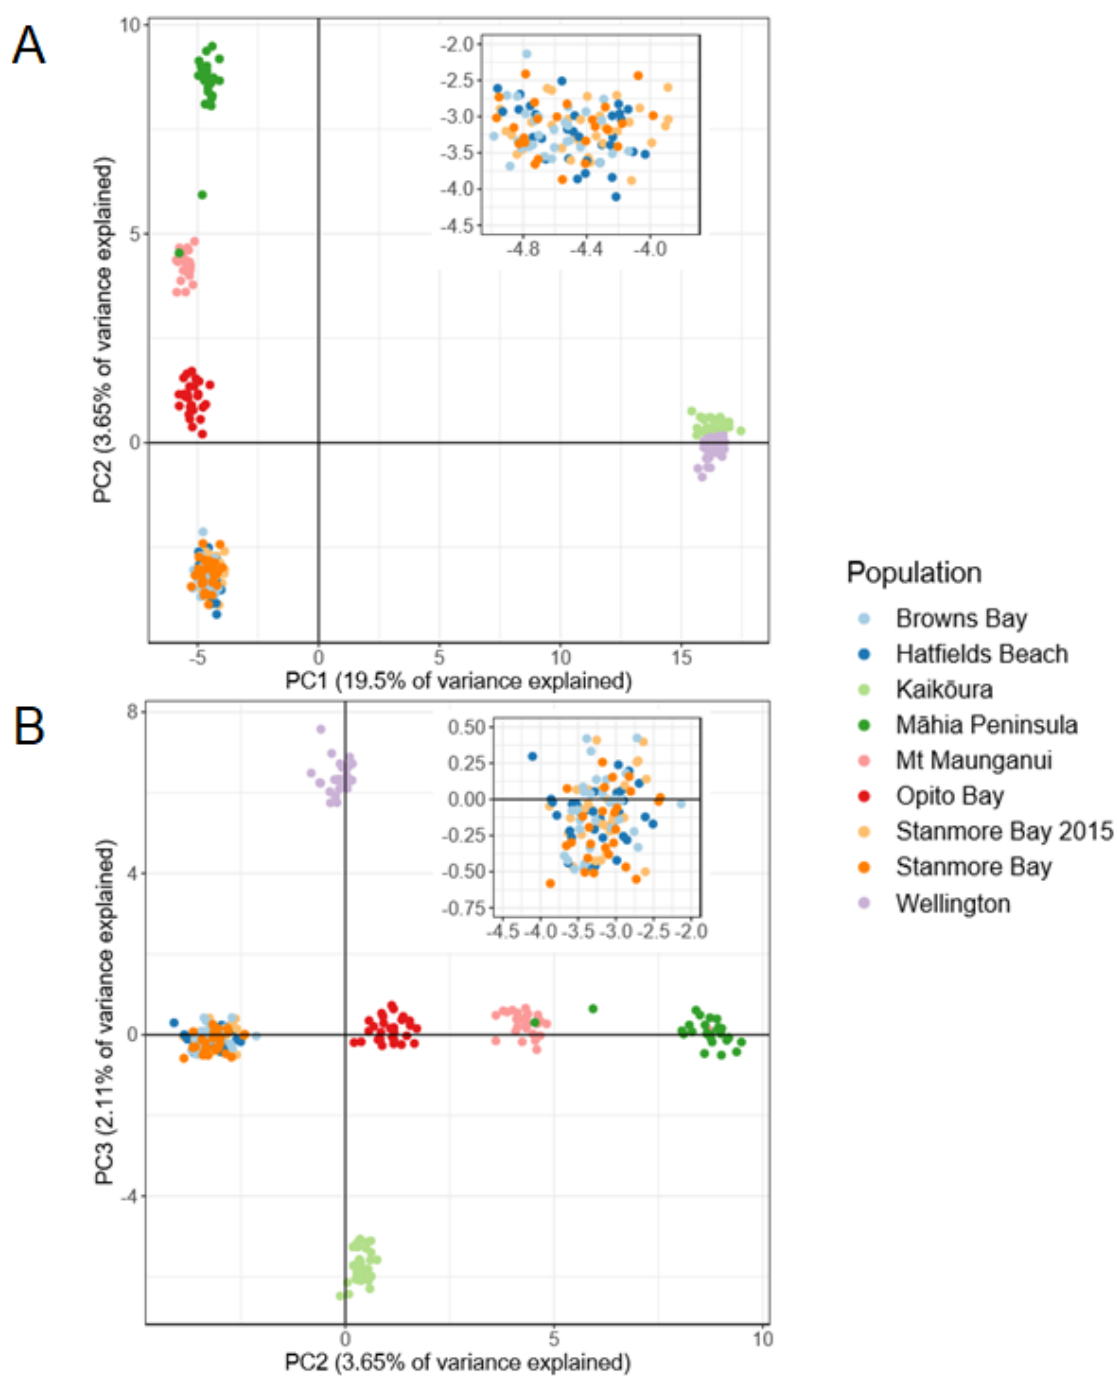 A
10
5
0
-5
0
5
10
15
PC2 (3.65% of variance explained)
PC1 (19.5% of variance explained)
-2.0
-2.5
-3.0
-3.5
-4.0
-4.5
-4.8
-4.4
-4.0
B
8
4
0
-4
0
5
10
PC3 (2.11% of variance explained)
PC2 (3.65% of variance explained)
0.50
0.25
0.00
-0.25
-0.50
-0.75
-4.5 -4.0 -3.5 -3.0 -2.5 -2.0
Population
Browns Bay
Hatfields Beach
Kaikōura
Māhia Peninsula
Mt Maunganui
Opito Bay
Stanmore Bay 2015
Stanmore Bay
Wellington